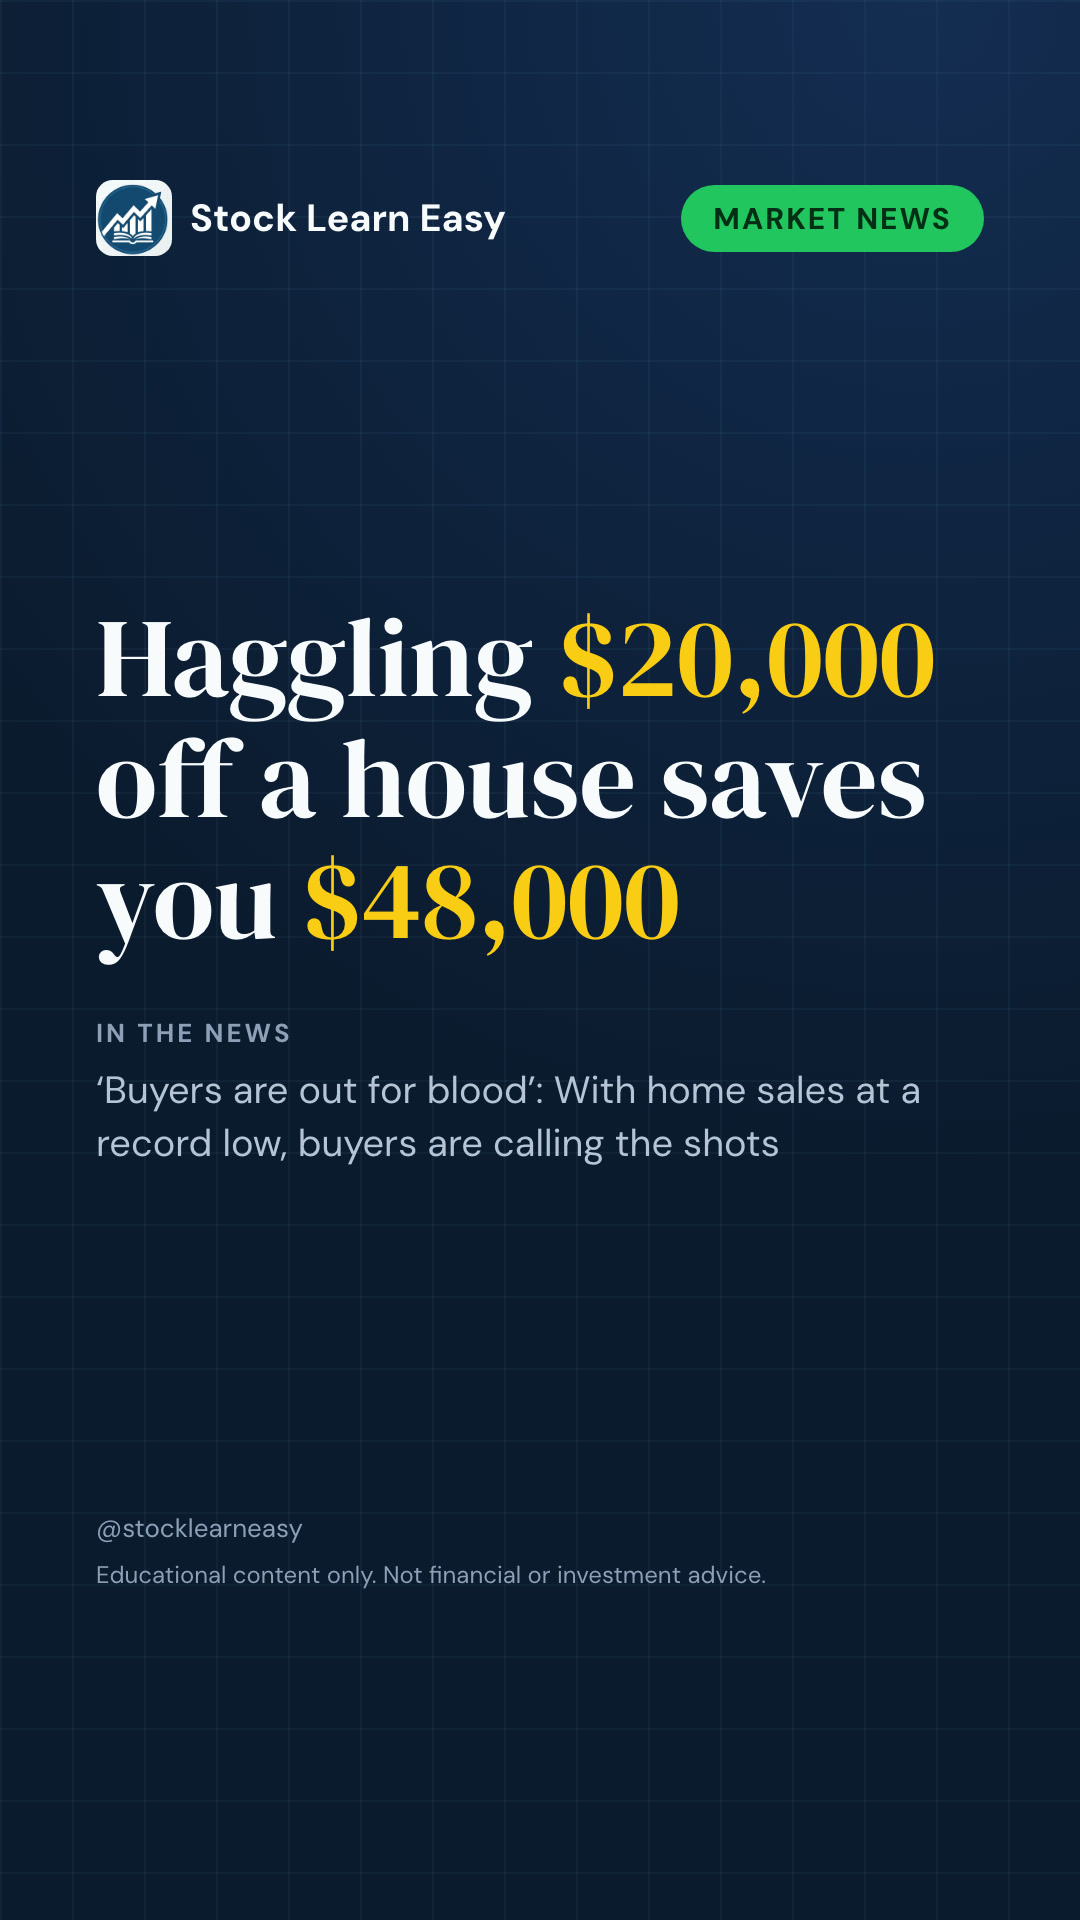 Stock Learn Easy
MARKET NEWS
Haggling $20,000
off a house saves
you $48,000
IN THE NEWS
‘Buyers are out for blood’: With home sales at a
record low, buyers are calling the shots
@stocklearneasy
Educational content only. Not financial or investment advice.